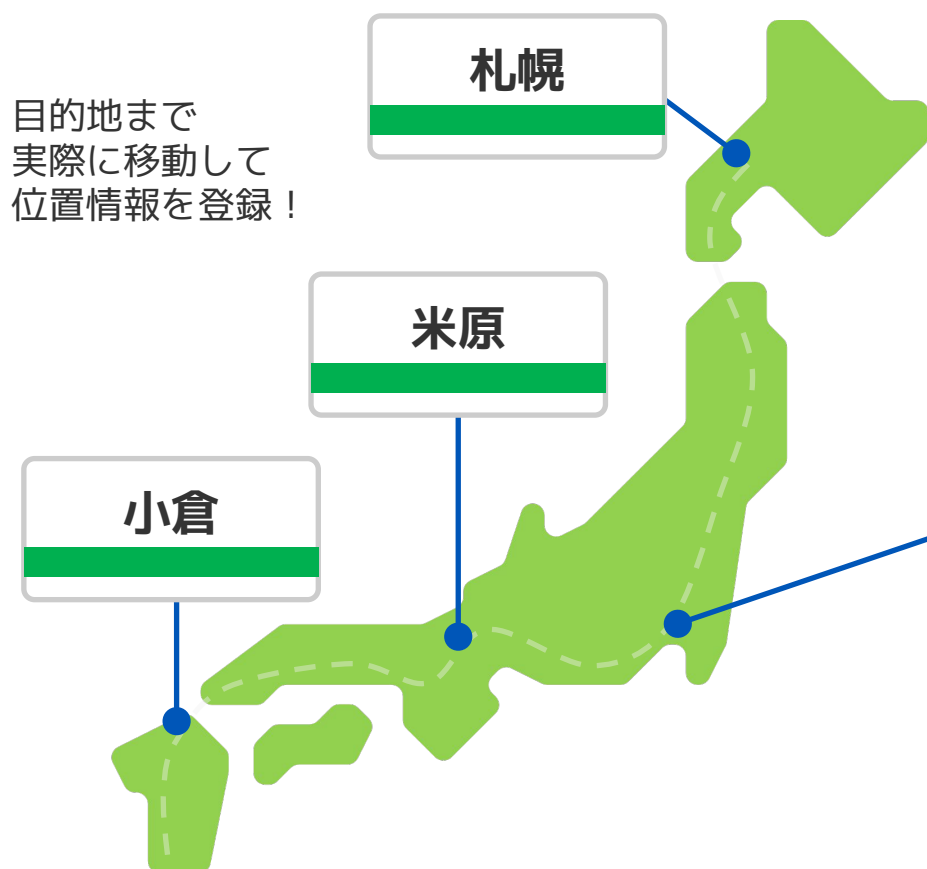 札幌
目的地まで
実際に移動して
位置情報を登録！
米原
小倉